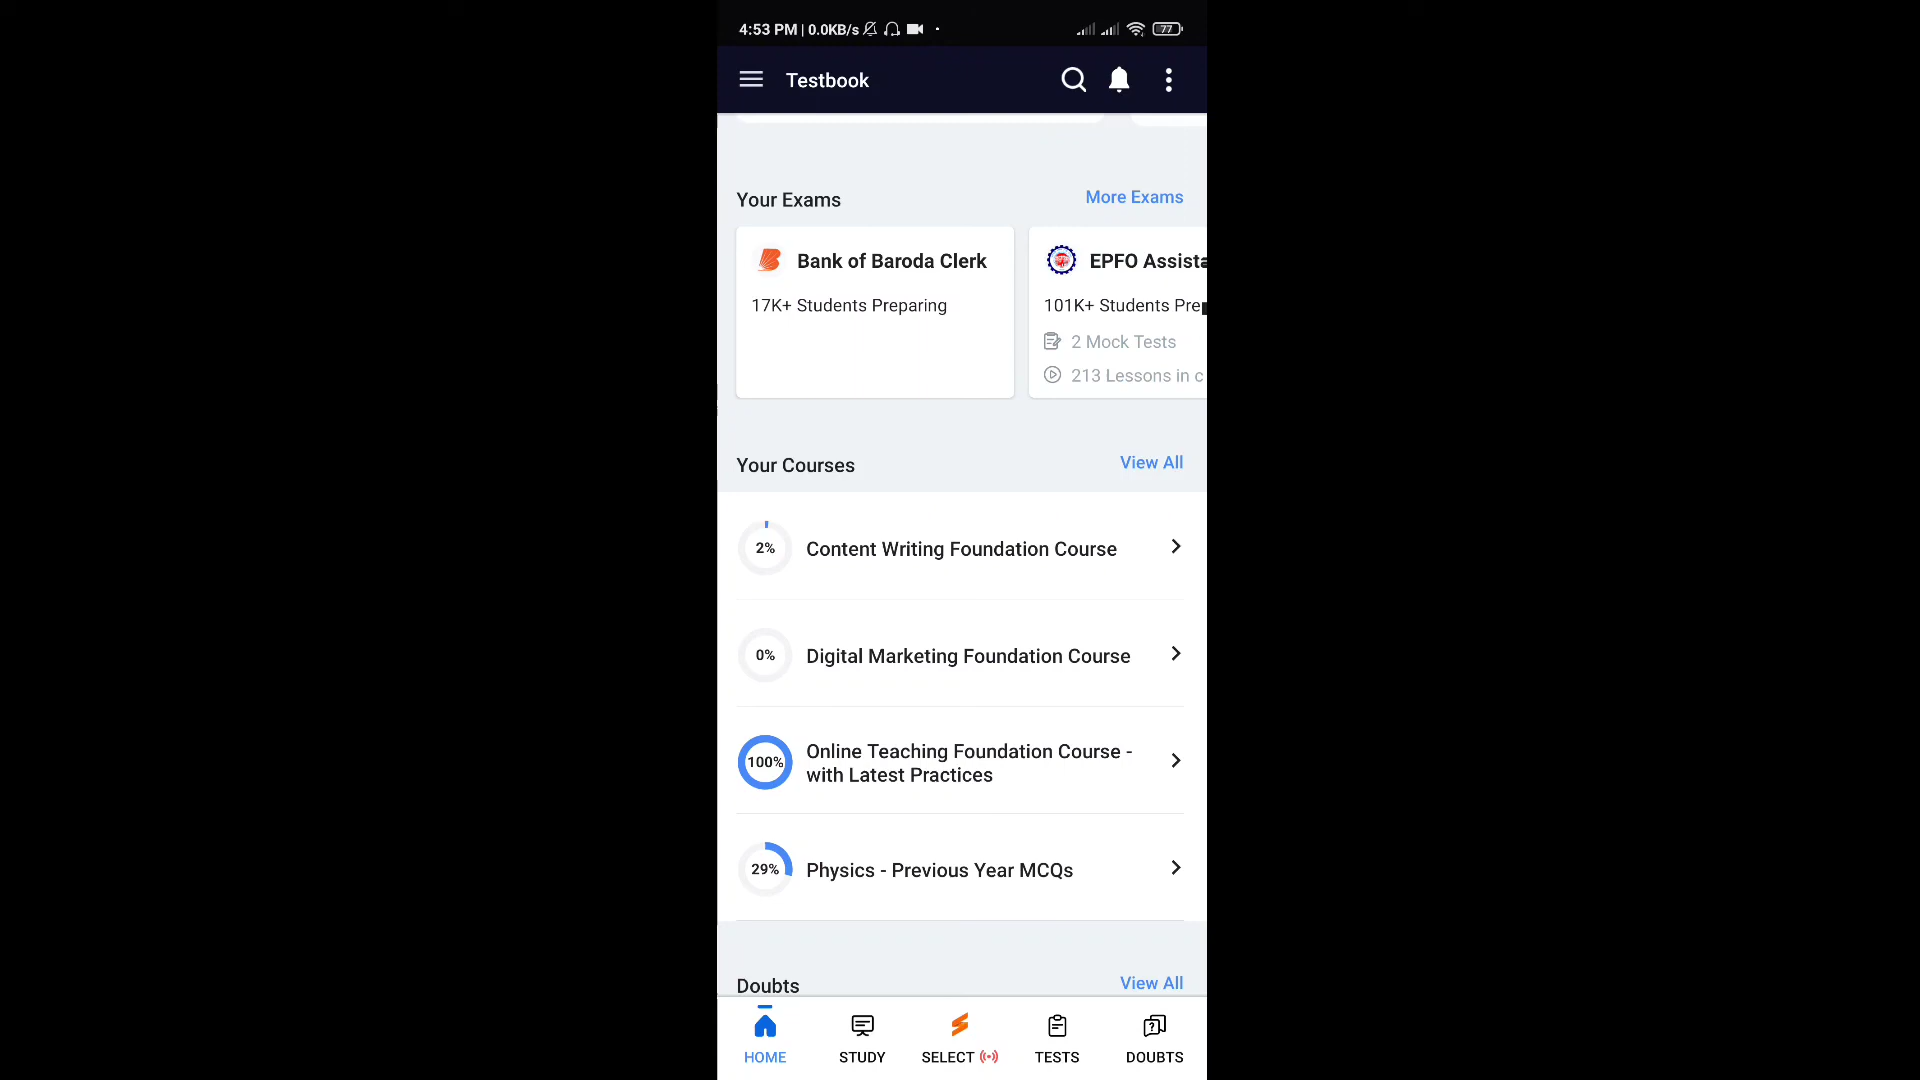 4:53 PM | 0.0KB/s
77
Testbook
Your Exams
More Exams
Bank of Baroda Clerk
17K+ Students Preparing
EPFO Assista
101K+ Students Pre
2 Mock Tests
213 Lessons in c
Your Courses
View All
2%
Content Writing Foundation Course
0%
Digital Marketing Foundation Course
100%
Online Teaching Foundation Course -
with Latest Practices
29%
Physics - Previous Year MCQs
Doubts
View All
HOME
STUDY
SELECT
TESTS
DOUBTS